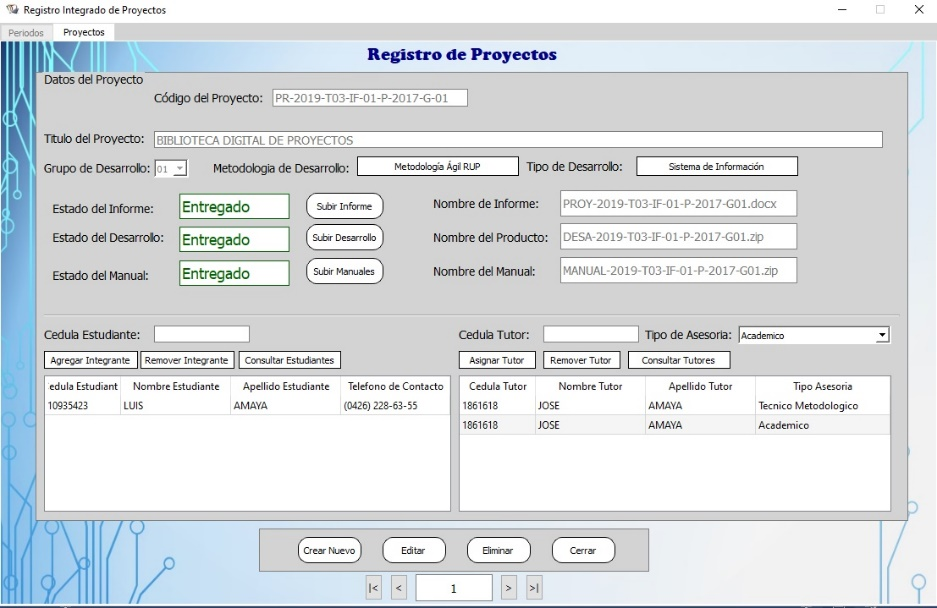 Registro Integrado de Proyectos
Periodos Proyectos
Registro de Proyectos
Datos del Proyecto
Código del Proyecto: PR-2019-T03-IF-01-P-2017-G-01
Titulo del Proyecto: BIBLIOTECA DIGITAL DE PROYECTOS
Grupo de Desarrollo: 01 Metodologia de Desarrollo: Metodología Ágil RUP Tipo de Desarrollo: Sistema de Información
Estado del Informe: Entregado Subir Informe Nombre de Informe: PROY-2019-T03-IF-01-P-2017-G01.docx
Estado del Desarrollo: Entregado Subir Desarrollo Nombre del Producto: DESA-2019-T03-IF-01-P-2017-G01.zip
Estado del Manual: Entregado Subir Manuales Nombre del Manual: MANUAL-2019-T03-IF-01-P-2017-G01.zip
Cedula Estudiante: Cedula Tutor: Tipo de Asesoria: Academico
Agregar Integrante Remover Integrante Consultar Estudiantes Asignar Tutor Remover Tutor Consultar Tutores
edula Estudiant Nombre Estudiante Apellido Estudiante Telefono de Contacto Cedula Tutor Nombre Tutor Apellido Tutor Tipo Asesoria
10935423 LUIS AMAYA (0426) 228-63-55 1861618 JOSE AMAYA Tecnico Metodologico
1861618 JOSE AMAYA Academico
Crear Nuevo Editar Eliminar Cerrar
|< < 1 > >|